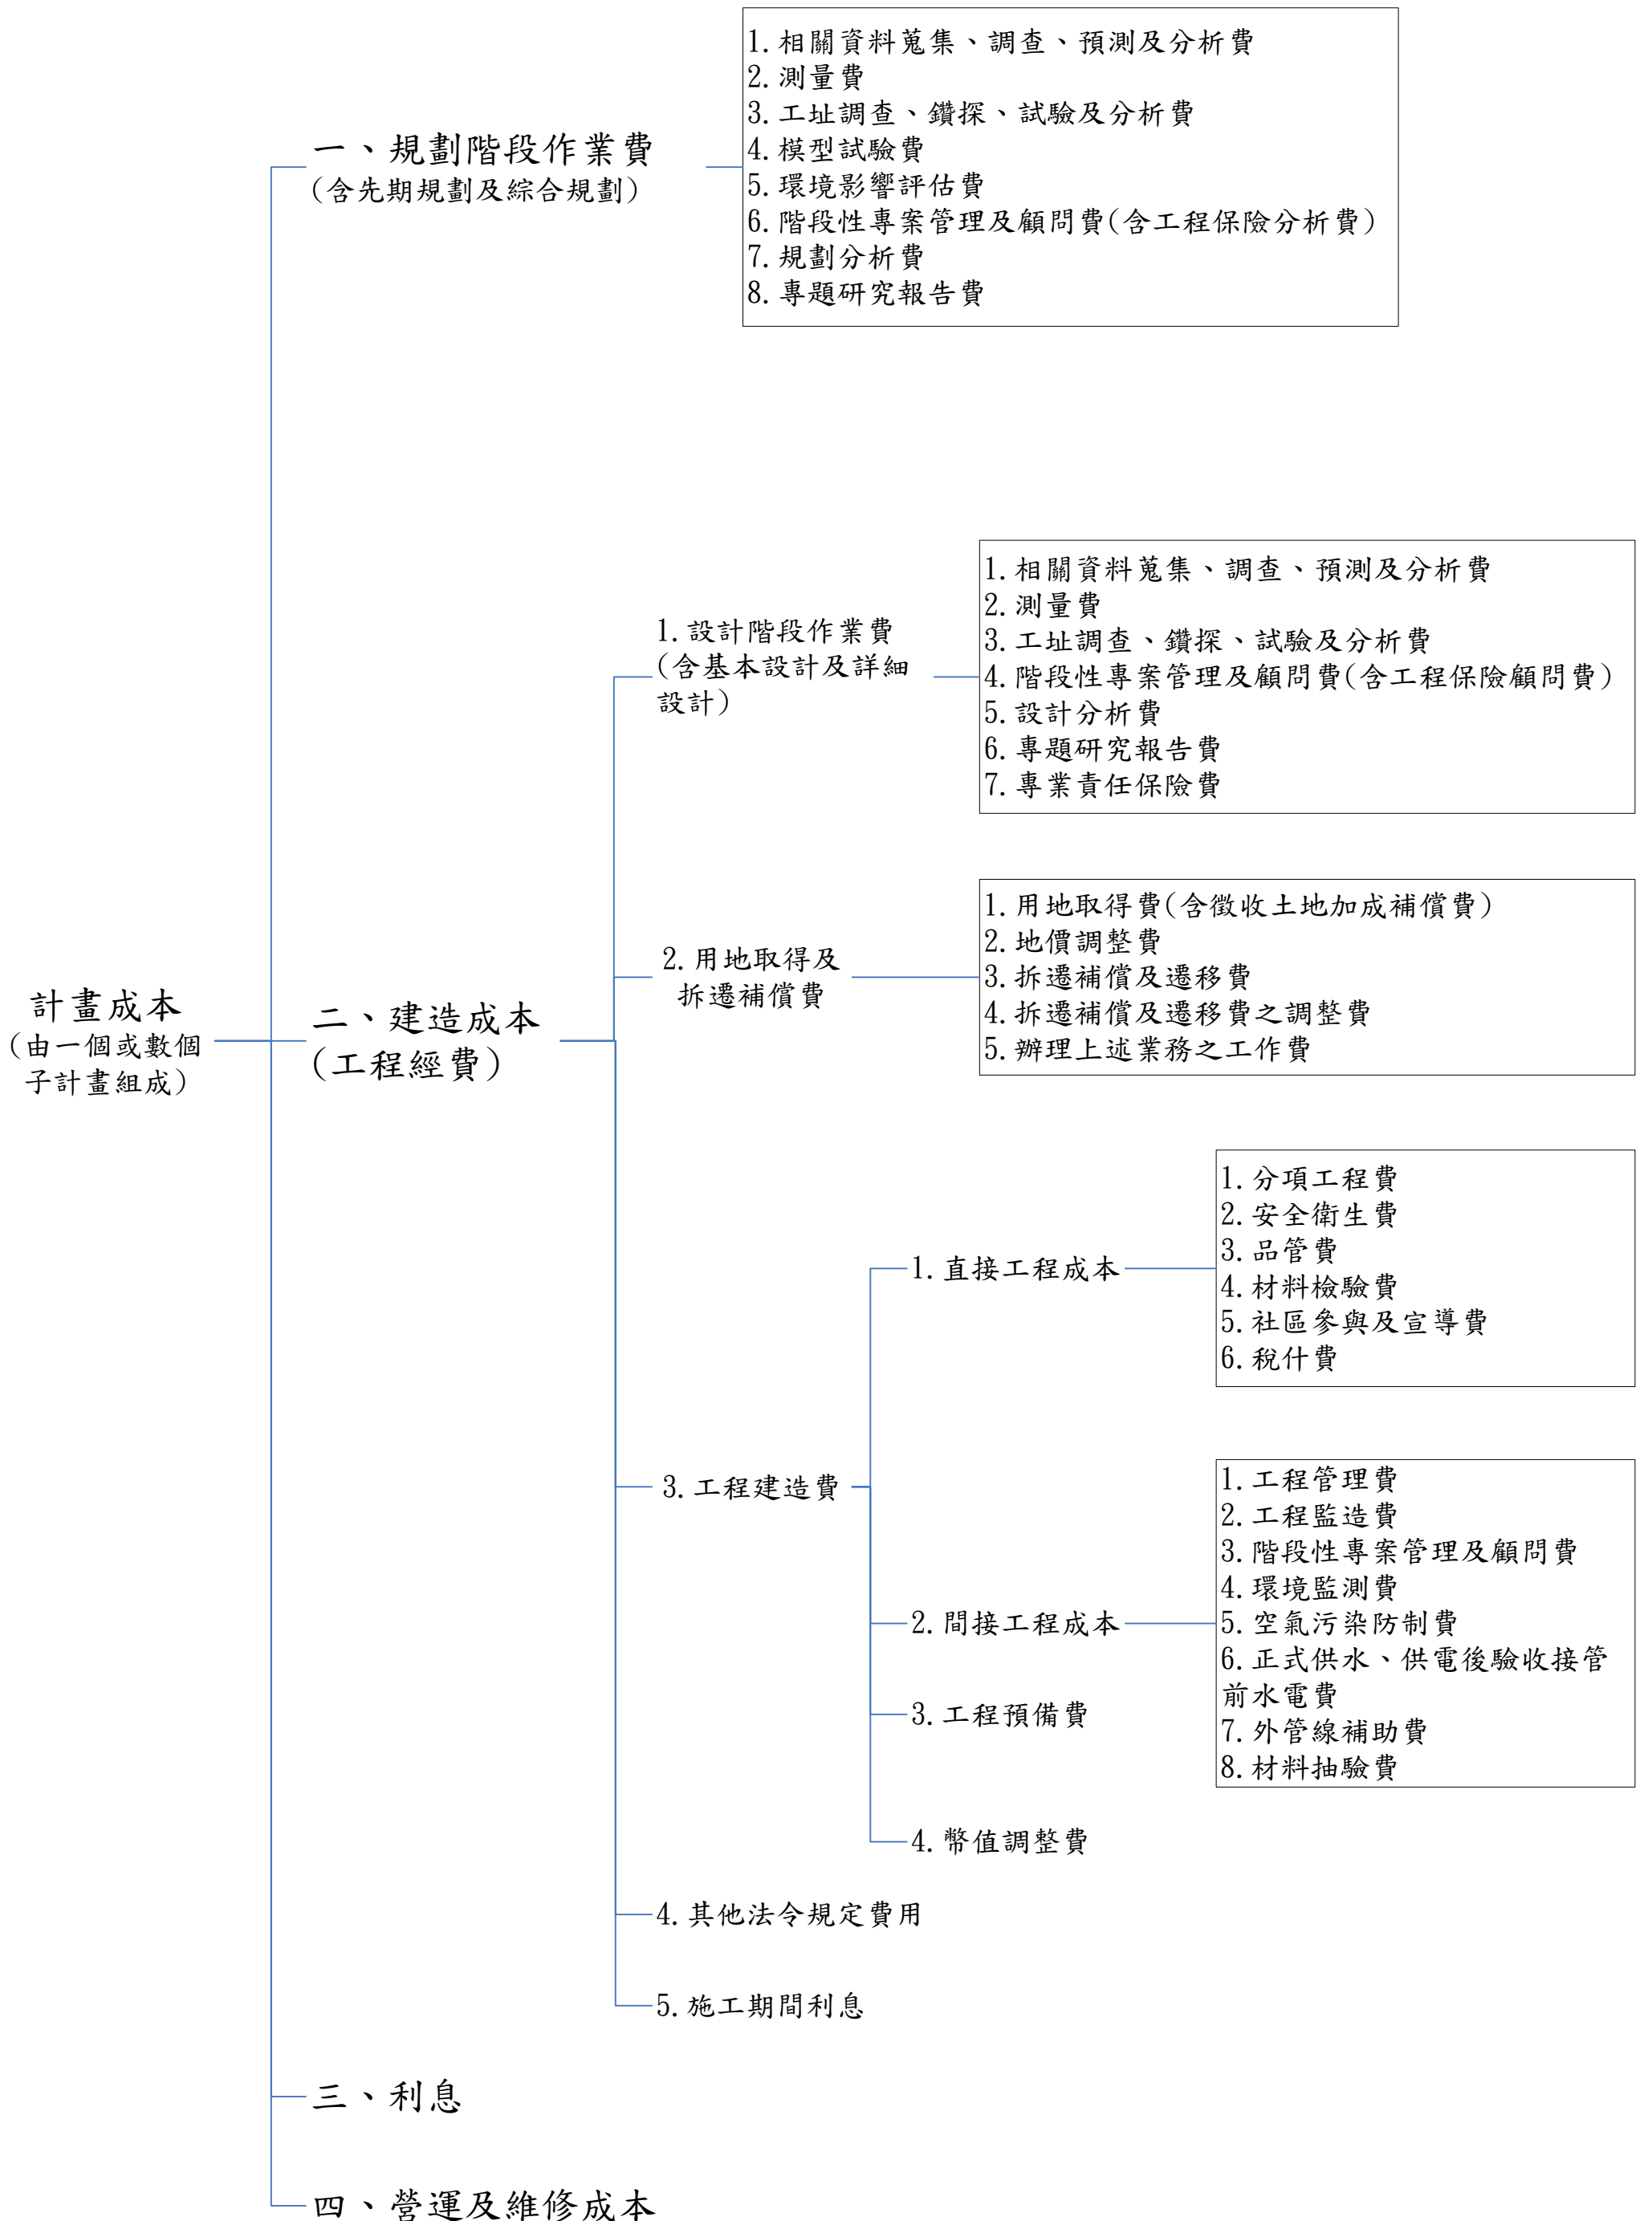 計畫成本
(由一個或數個
子計畫組成)
一、規劃階段作業費
(含先期規劃及綜合規劃)
1.相關資料蒐集、調查、預測及分析費
2.測量費
3.工址調查、鑽探、試驗及分析費
4.模型試驗費
5.環境影響評估費
6.階段性專案管理及顧問費(含工程保險分析費)
7.規劃分析費
8.專題研究報告費
二、建造成本
(工程經費)
1.設計階段作業費
(含基本設計及詳細
設計)
1.相關資料蒐集、調查、預測及分析費
2.測量費
3.工址調查、鑽探、試驗及分析費
4.階段性專案管理及顧問費(含工程保險顧問費)
5.設計分析費
6.專題研究報告費
7.專業責任保險費
2.用地取得及
拆遷補償費
1.用地取得費(含徵收土地加成補償費)
2.地價調整費
3.拆遷補償及遷移費
4.拆遷補償及遷移費之調整費
5.辦理上述業務之工作費
3.工程建造費
1.直接工程成本
1.分項工程費
2.安全衛生費
3.品管費
4.材料檢驗費
5.社區參與及宣導費
6.稅什費
2.間接工程成本
1.工程管理費
2.工程監造費
3.階段性專案管理及顧問費
4.環境監測費
5.空氣污染防制費
6.正式供水、供電後驗收接管
前水電費
7.外管線補助費
8.材料抽驗費
3.工程預備費
4.幣值調整費
4.其他法令規定費用
5.施工期間利息
三、利息
四、營運及維修成本